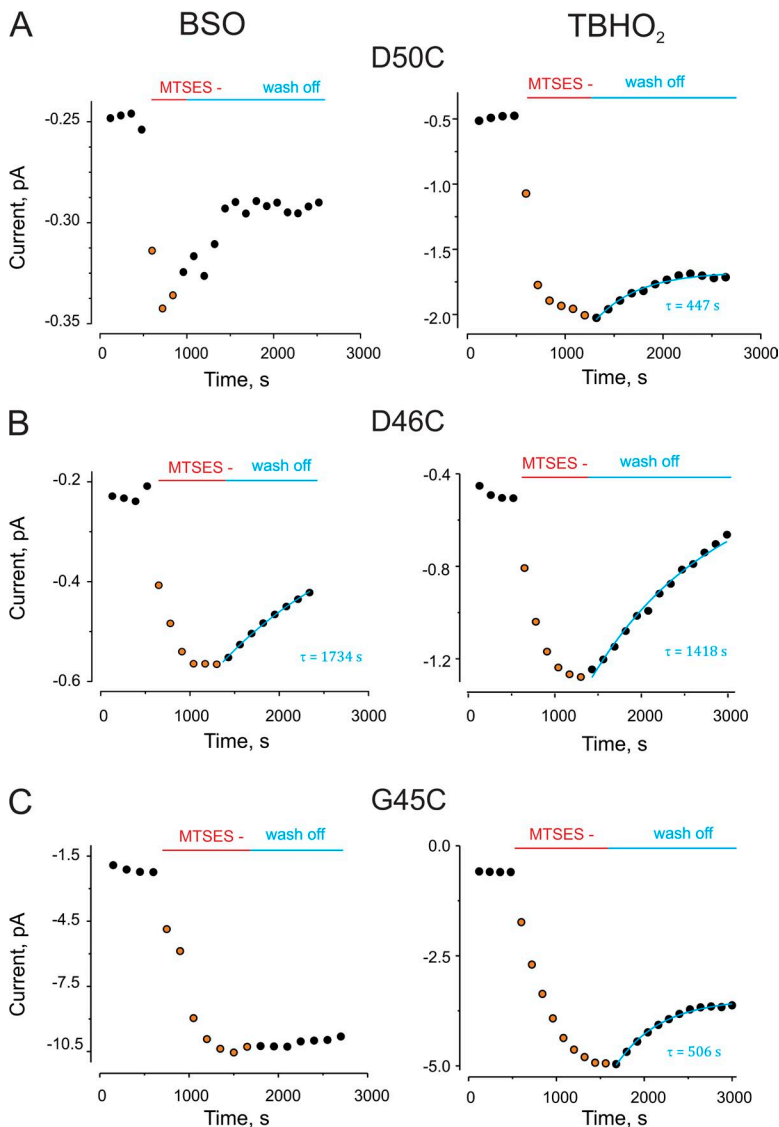 A
BSO
TBHO₂
D50C
MTSES -
wash off
MTSES -
wash off
Current, pA
-0.25
-0.30
-0.35
0
1000
2000
3000
Time, s
-0.5
-1.0
-1.5
-2.0
τ = 447 s
0
1000
2000
3000
Time, s
B
D46C
MTSES -
wash off
MTSES -
wash off
Current, pA
-0.2
-0.4
-0.6
τ = 1734 s
0
1000
2000
3000
Time, s
-0.4
-0.8
-1.2
τ = 1418 s
0
1000
2000
3000
Time, s
C
G45C
MTSES -
wash off
MTSES -
wash off
Current, pA
-1.5
-4.5
-7.5
-10.5
0
1000
2000
3000
Time, s
0.0
-2.5
-5.0
τ = 506 s
0
1000
2000
3000
Time, s